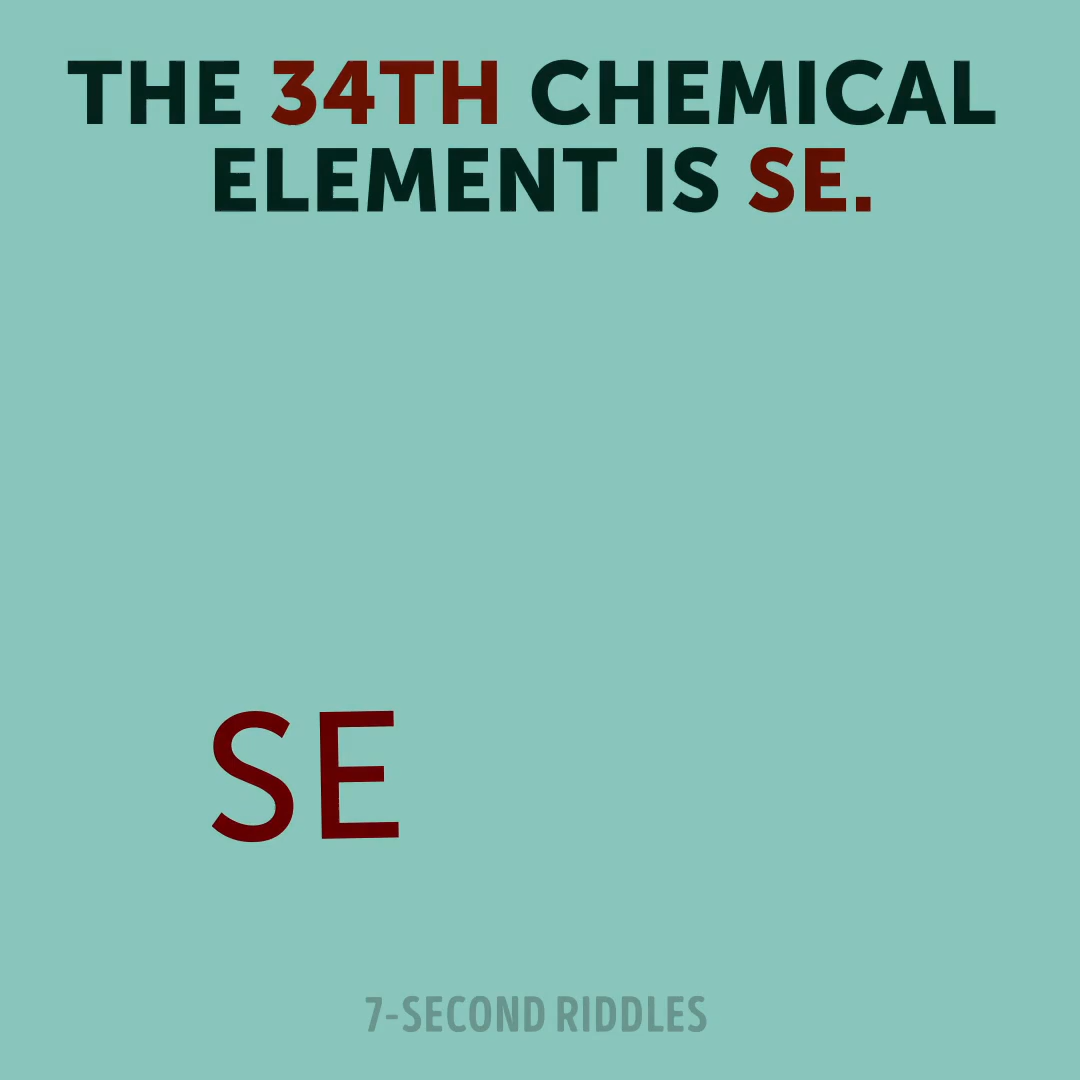 THE 34TH CHEMICAL
ELEMENT IS SE.
SE
7-SECOND RIDDLES